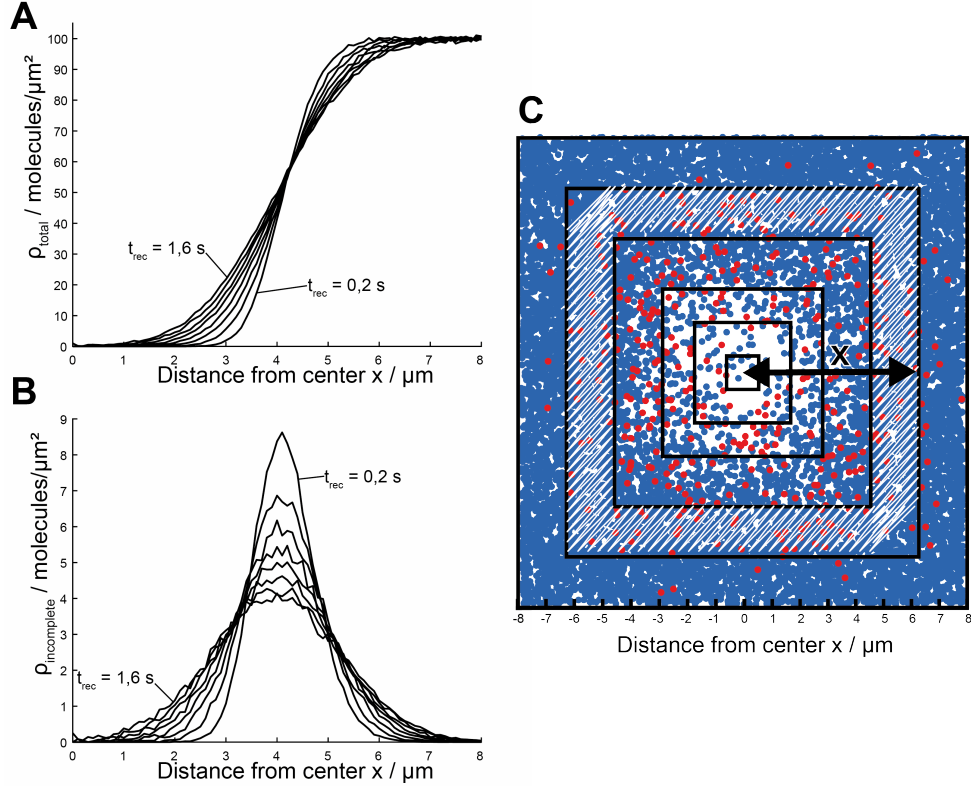 A
ρtotal / molecules/µm²
100
90
80
70
60
50
40
30
20
10
0
trec = 1,6 s
trec = 0,2 s
0 1 2 3 4 5 6 7 8
Distance from center x / µm
B
ρincomplete / molecules/µm²
9
8
7
6
5
4
3
2
1
0
trec = 0,2 s
trec = 1,6 s
0 1 2 3 4 5 6 7 8
Distance from center x / µm
C
x
-8 -7 -6 -5 -4 -3 -2 -1 0 1 2 3 4 5 6 7 8
Distance from center x / µm